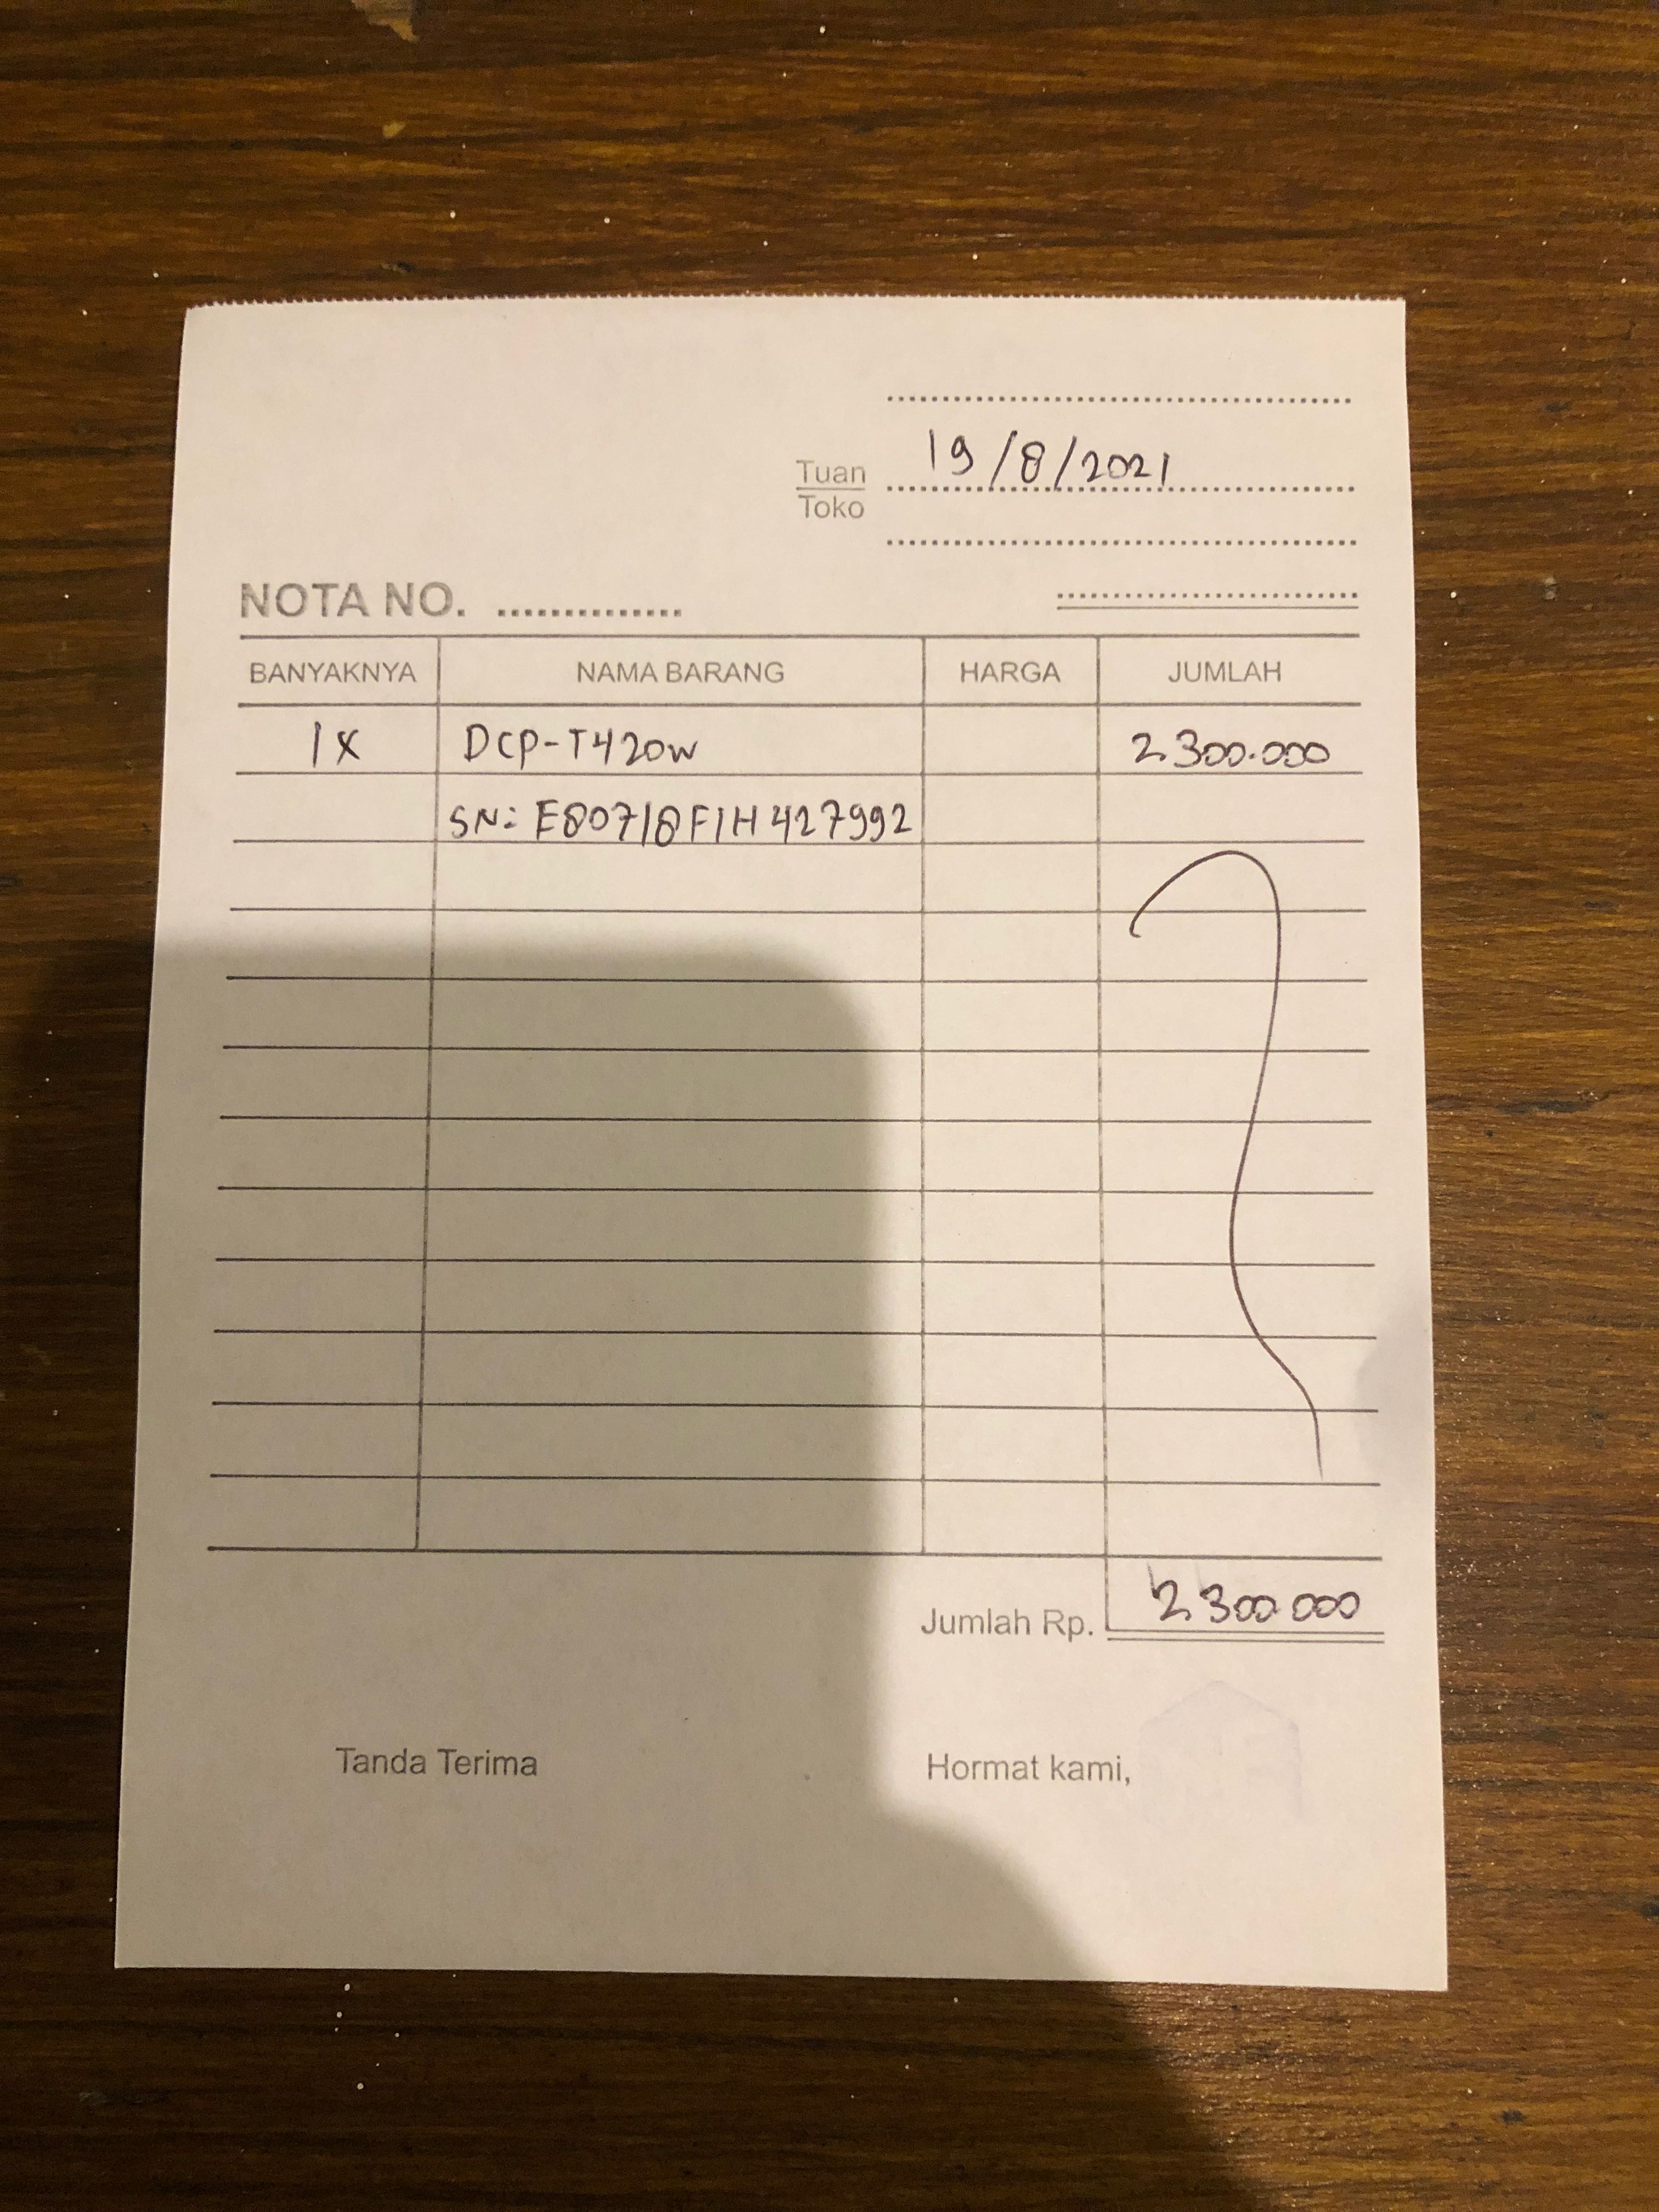 19/8/2021
Tuan
Toko
NOTA NO. ..............
BANYAKNYA NAMA BARANG HARGA JUMLAH
1x DCP-T420W 2.300.000
SN: E80718F1H427992
Jumlah Rp. 2.300.000
Tanda Terima Hormat kami,